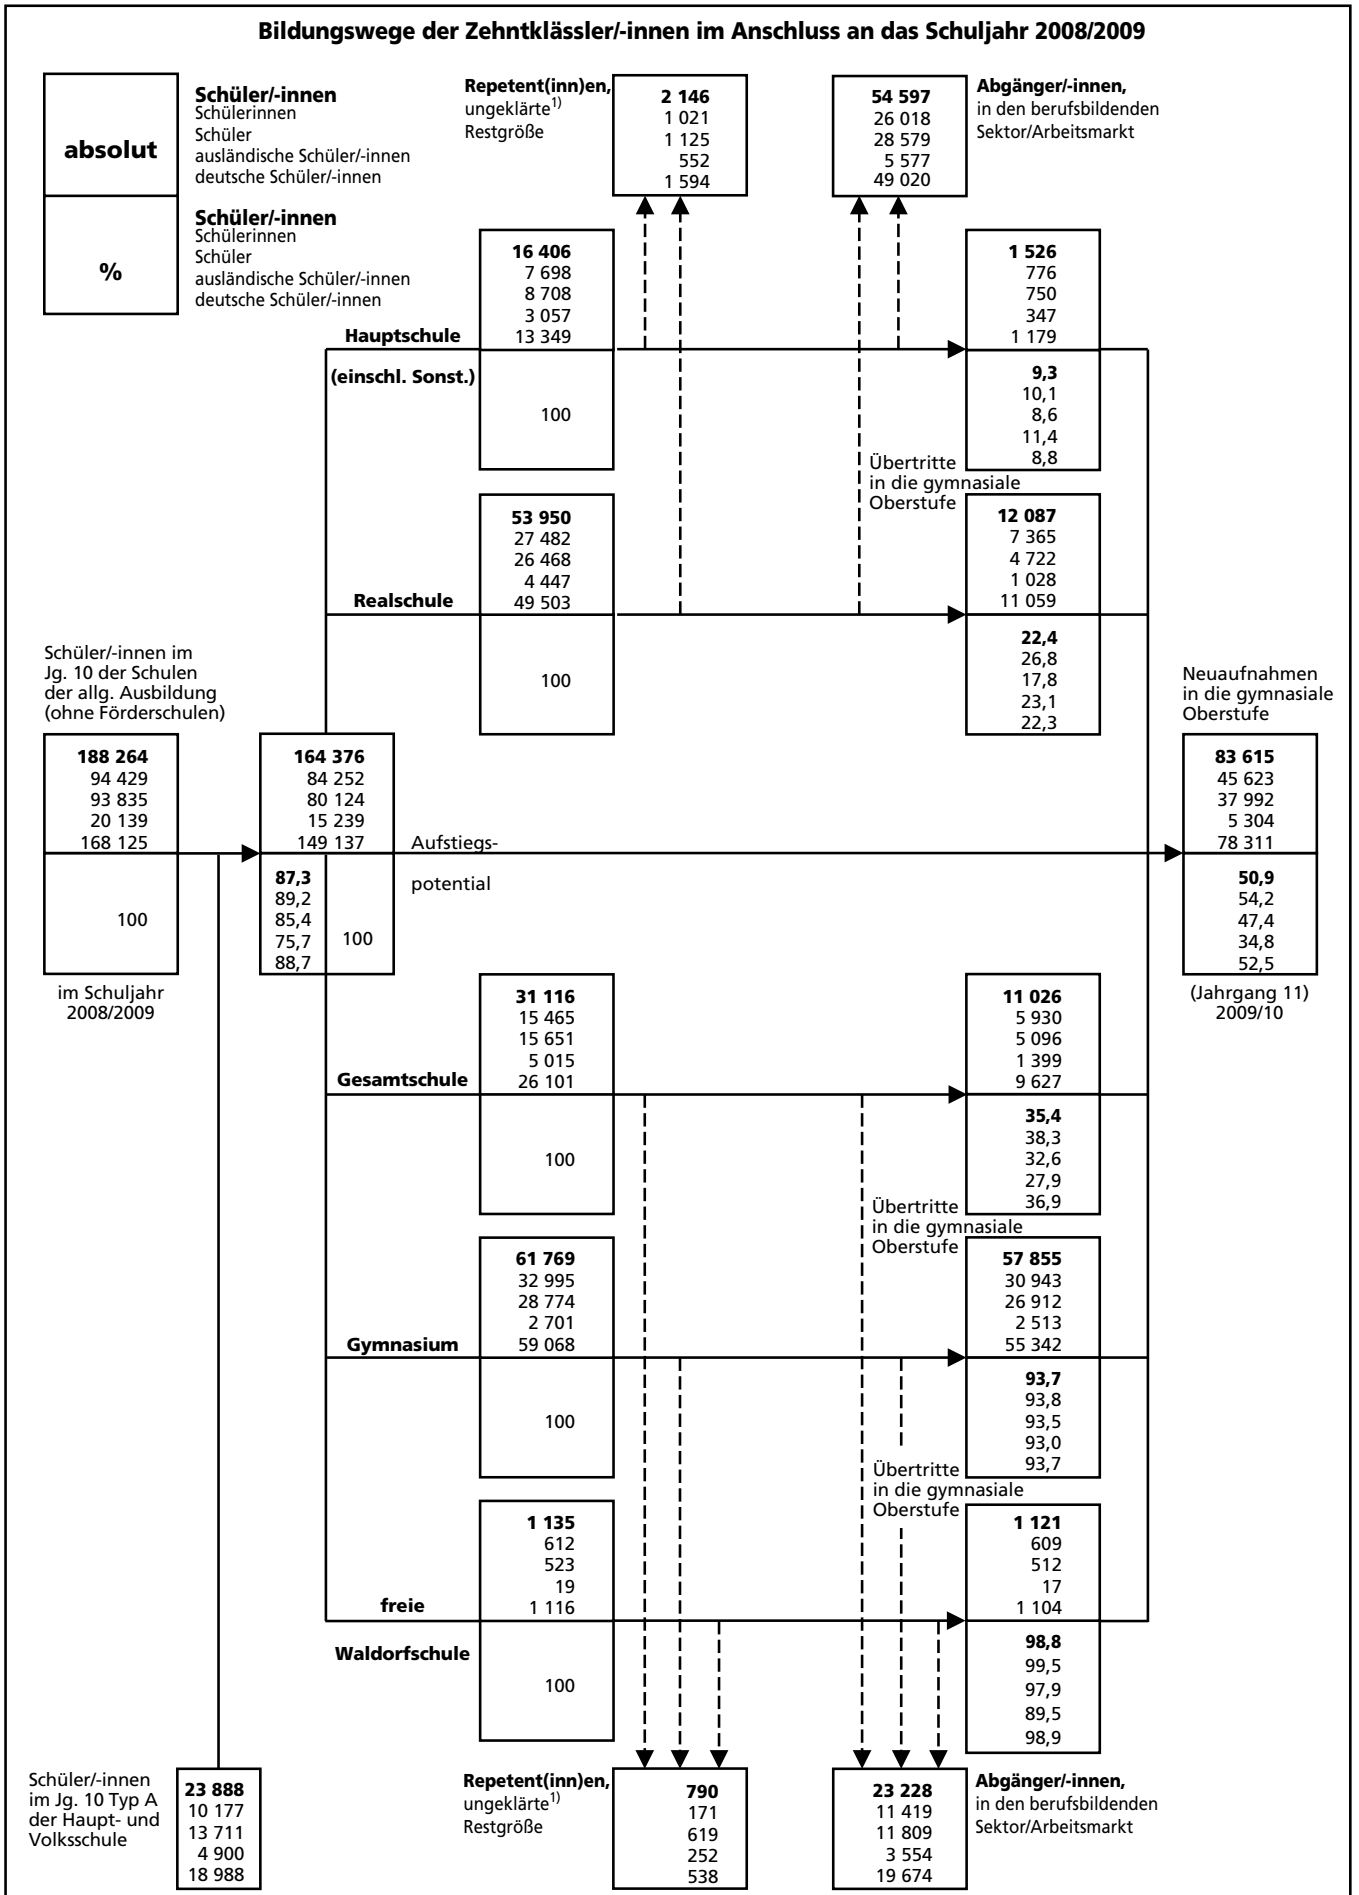 Bildungswege der Zehntklässler/-innen im Anschluss an das Schuljahr 2008/2009
absolut
Schüler/-innen
Schülerinnen
Schüler
ausländische Schüler/-innen
deutsche Schüler/-innen
%
Schüler/-innen
Schülerinnen
Schüler
ausländische Schüler/-innen
deutsche Schüler/-innen
Repetent(inn)en,
ungeklärte1)
Restgröße
2 146
1 021
1 125
552
1 594
54 597
26 018
28 579
5 577
49 020
Abgänger/-innen,
in den berufsbildenden
Sektor/Arbeitsmarkt
Hauptschule
(einschl. Sonst.)
16 406
7 698
8 708
3 057
13 349
100
1 526
776
750
347
1 179
9,3
10,1
8,6
11,4
8,8
Übertritte
in die gymnasiale
Oberstufe
Realschule
53 950
27 482
26 468
4 447
49 503
100
12 087
7 365
4 722
1 028
11 059
22,4
26,8
17,8
23,1
22,3
Schüler/-innen im
Jg. 10 der Schulen
der allg. Ausbildung
(ohne Förderschulen)
188 264
94 429
93 835
20 139
168 125
100
im Schuljahr
2008/2009
164 376
84 252
80 124
15 239
149 137
87,3
89,2
85,4
75,7
88,7
100
Aufstiegs-
potential
Neuaufnahmen
in die gymnasiale
Oberstufe
83 615
45 623
37 992
5 304
78 311
50,9
54,2
47,4
34,8
52,5
(Jahrgang 11)
2009/10
Gesamtschule
31 116
15 465
15 651
5 015
26 101
100
11 026
5 930
5 096
1 399
9 627
35,4
38,3
32,6
27,9
36,9
Übertritte
in die gymnasiale
Oberstufe
Gymnasium
61 769
32 995
28 774
2 701
59 068
100
57 855
30 943
26 912
2 513
55 342
93,7
93,8
93,5
93,0
93,7
Übertritte
in die gymnasiale
Oberstufe
freie
Waldorfschule
1 135
612
523
19
1 116
100
1 121
609
512
17
1 104
98,8
99,5
97,9
89,5
98,9
Schüler/-innen
im Jg. 10 Typ A
der Haupt- und
Volksschule
23 888
10 177
13 711
4 900
18 988
Repetent(inn)en,
ungeklärte1)
Restgröße
790
171
619
252
538
23 228
11 419
11 809
3 554
19 674
Abgänger/-innen,
in den berufsbildenden
Sektor/Arbeitsmarkt